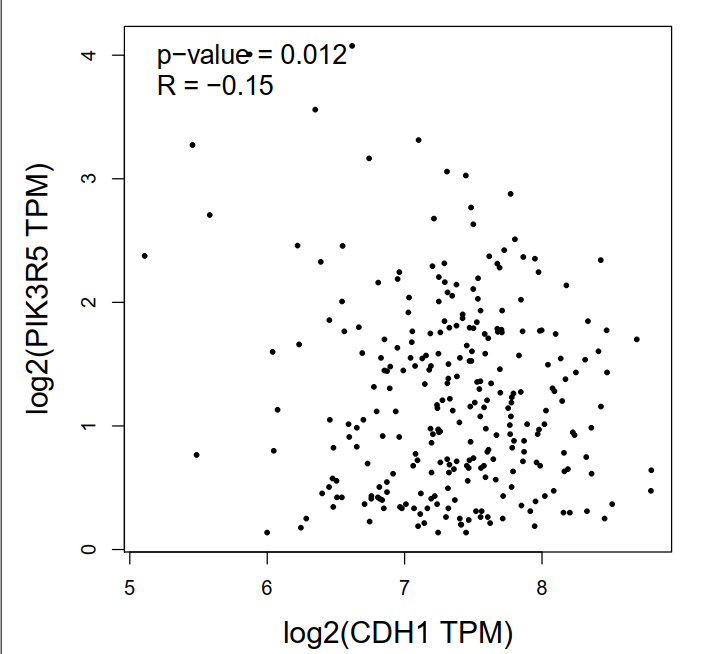 p−value = 0.012
R = −0.15
log2(PIK3R5 TPM)
4
3
2
1
0
5 6 7 8
log2(CDH1 TPM)